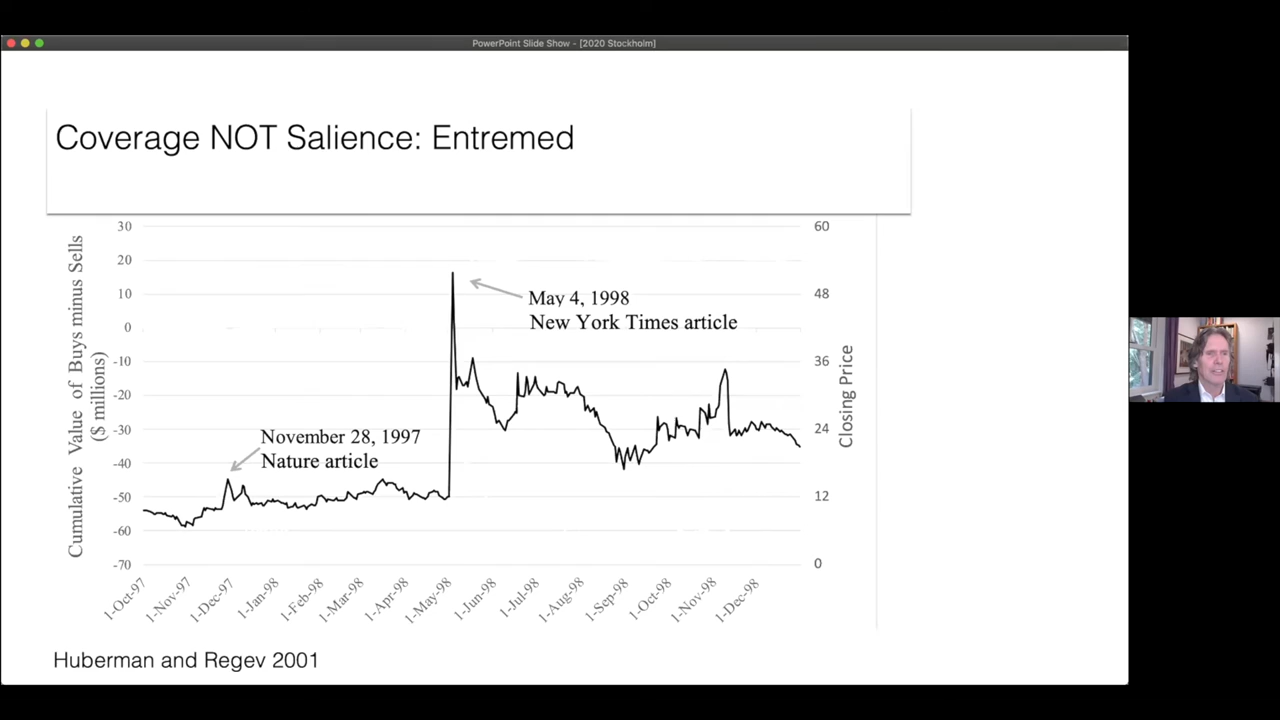 PowerPoint Slide Show - [2020 Stockholm]
Coverage NOT Salience: Entremed
Cumulative Value of Buys minus Sells
($ millions)
30
20
10
0
-10
-20
-30
-40
-50
-60
-70
November 28, 1997
Nature article
May 4, 1998
New York Times article
60
48
36
24
12
0
Closing Price
1-Oct-97
1-Nov-97
1-Dec-97
1-Jan-98
1-Feb-98
1-Mar-98
1-Apr-98
1-May-98
1-Jun-98
1-Jul-98
1-Aug-98
1-Sep-98
1-Oct-98
1-Nov-98
1-Dec-98
Huberman and Regev 2001